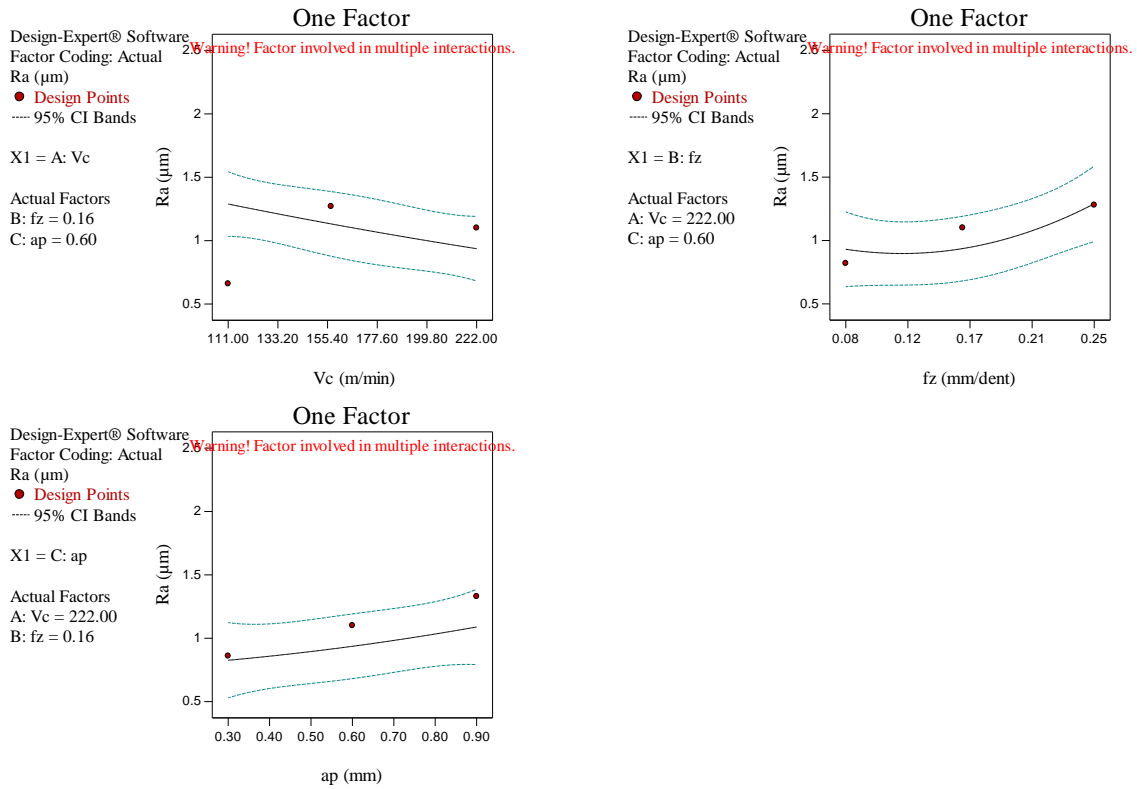 One Factor
Design-Expert® Software
Factor Coding: Actual
Ra (µm)
Design Points
95% CI Bands
X1 = A: Vc
Actual Factors
B: fz = 0.16
C: ap = 0.60
Warning! Factor involved in multiple interactions.
2.5
2
1.5
1
0.5
Ra (µm)
111.00 133.20 155.40 177.60 199.80 222.00
Vc (m/min)
One Factor
Design-Expert® Software
Factor Coding: Actual
Ra (µm)
Design Points
95% CI Bands
X1 = B: fz
Actual Factors
A: Vc = 222.00
C: ap = 0.60
Warning! Factor involved in multiple interactions.
2.5
2
1.5
1
0.5
Ra (µm)
0.08 0.12 0.17 0.21 0.25
fz (mm/dent)
One Factor
Design-Expert® Software
Factor Coding: Actual
Ra (µm)
Design Points
95% CI Bands
X1 = C: ap
Actual Factors
A: Vc = 222.00
B: fz = 0.16
Warning! Factor involved in multiple interactions.
2.5
2
1.5
1
0.5
Ra (µm)
0.30 0.40 0.50 0.60 0.70 0.80 0.90
ap (mm)